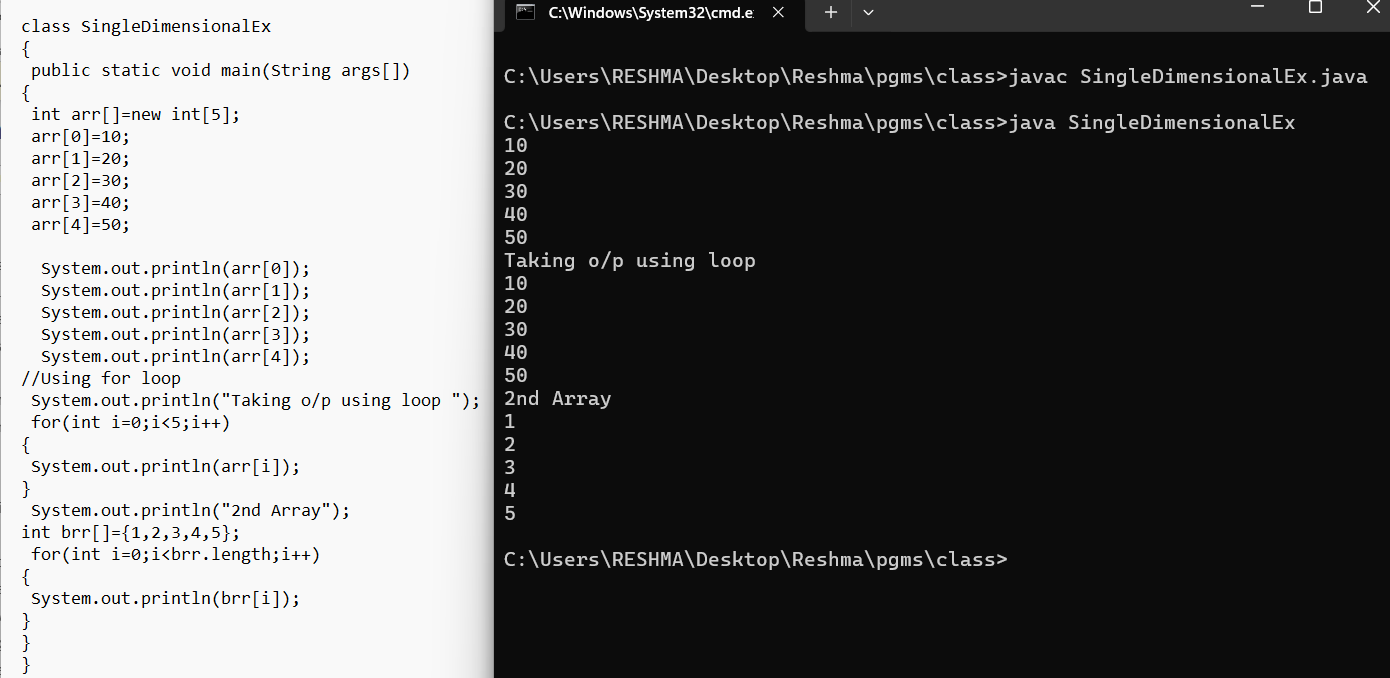 class SingleDimensionalEx
{
 public static void main(String args[])
{
 int arr[]=new int[5];
 arr[0]=10;
 arr[1]=20;
 arr[2]=30;
 arr[3]=40;
 arr[4]=50;

  System.out.println(arr[0]);
  System.out.println(arr[1]);
  System.out.println(arr[2]);
  System.out.println(arr[3]);
  System.out.println(arr[4]);
//Using for loop
 System.out.println("Taking o/p using loop ");
 for(int i=0;i<5;i++)
{
 System.out.println(arr[i]);
}
 System.out.println("2nd Array");
int brr[]={1,2,3,4,5};
 for(int i=0;i<brr.length;i++)
{
 System.out.println(brr[i]);
}
}
}
C:\Windows\System32\cmd.e
C:\Users\RESHMA\Desktop\Reshma\pgms\class>javac SingleDimensionalEx.java
C:\Users\RESHMA\Desktop\Reshma\pgms\class>java SingleDimensionalEx
10
20
30
40
50
Taking o/p using loop
10
20
30
40
50
2nd Array
1
2
3
4
5
C:\Users\RESHMA\Desktop\Reshma\pgms\class>